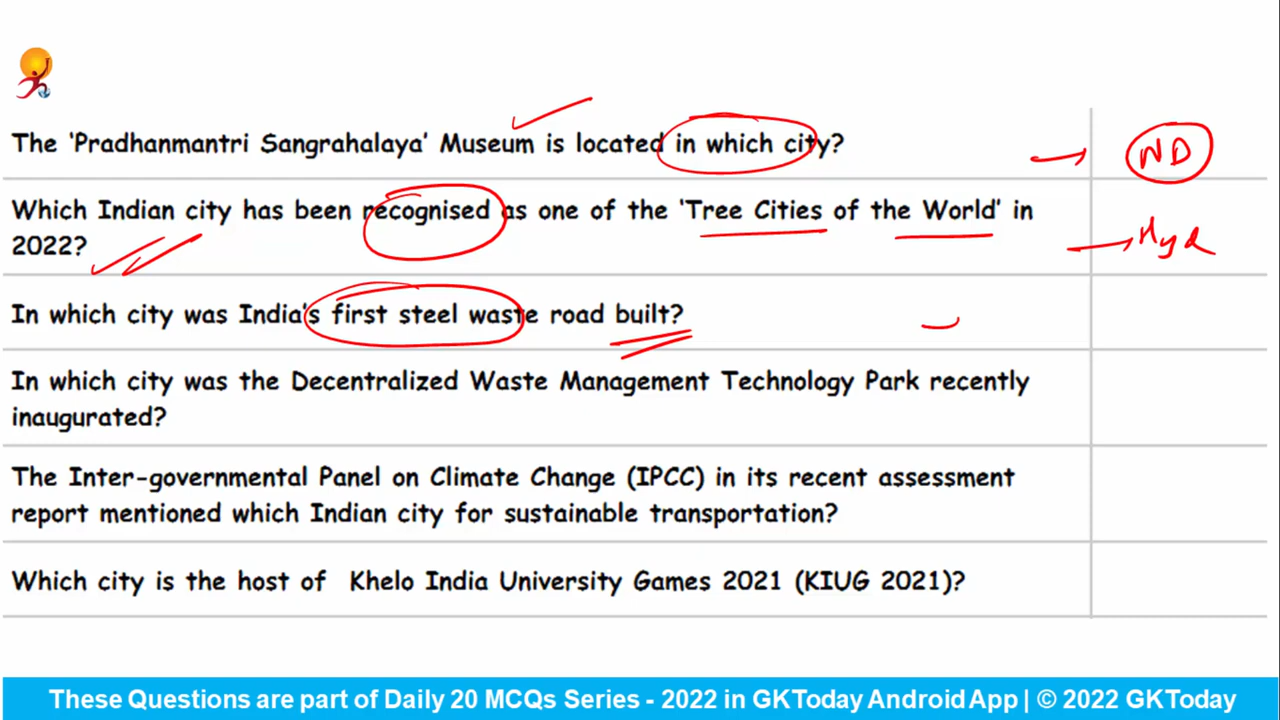 The 'Pradhanmantri Sangrahalaya' Museum is located in which city?
ND
Which Indian city has been recognised as one of the 'Tree Cities of the World' in
2022?
Hyd
In which city was India's first steel waste road built?
In which city was the Decentralized Waste Management Technology Park recently
inaugurated?
The Inter-governmental Panel on Climate Change (IPCC) in its recent assessment
report mentioned which Indian city for sustainable transportation?
Which city is the host of Khelo India University Games 2021 (KIUG 2021)?
These Questions are part of Daily 20 MCQs Series - 2022 in GKToday Android App | © 2022 GKToday